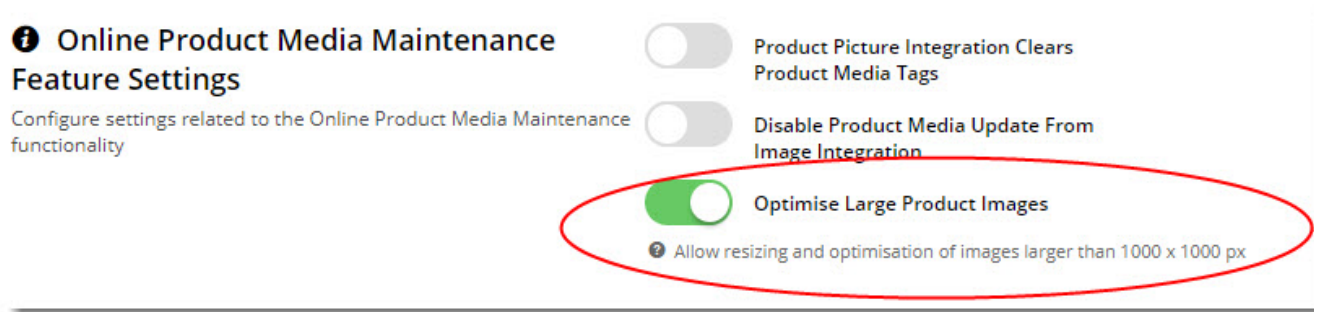 Online Product Media Maintenance
Feature Settings
Configure settings related to the Online Product Media Maintenance
functionality
Product Picture Integration Clears
Product Media Tags
Disable Product Media Update From
Image Integration
Optimise Large Product Images
Allow resizing and optimisation of images larger than 1000 x 1000 px